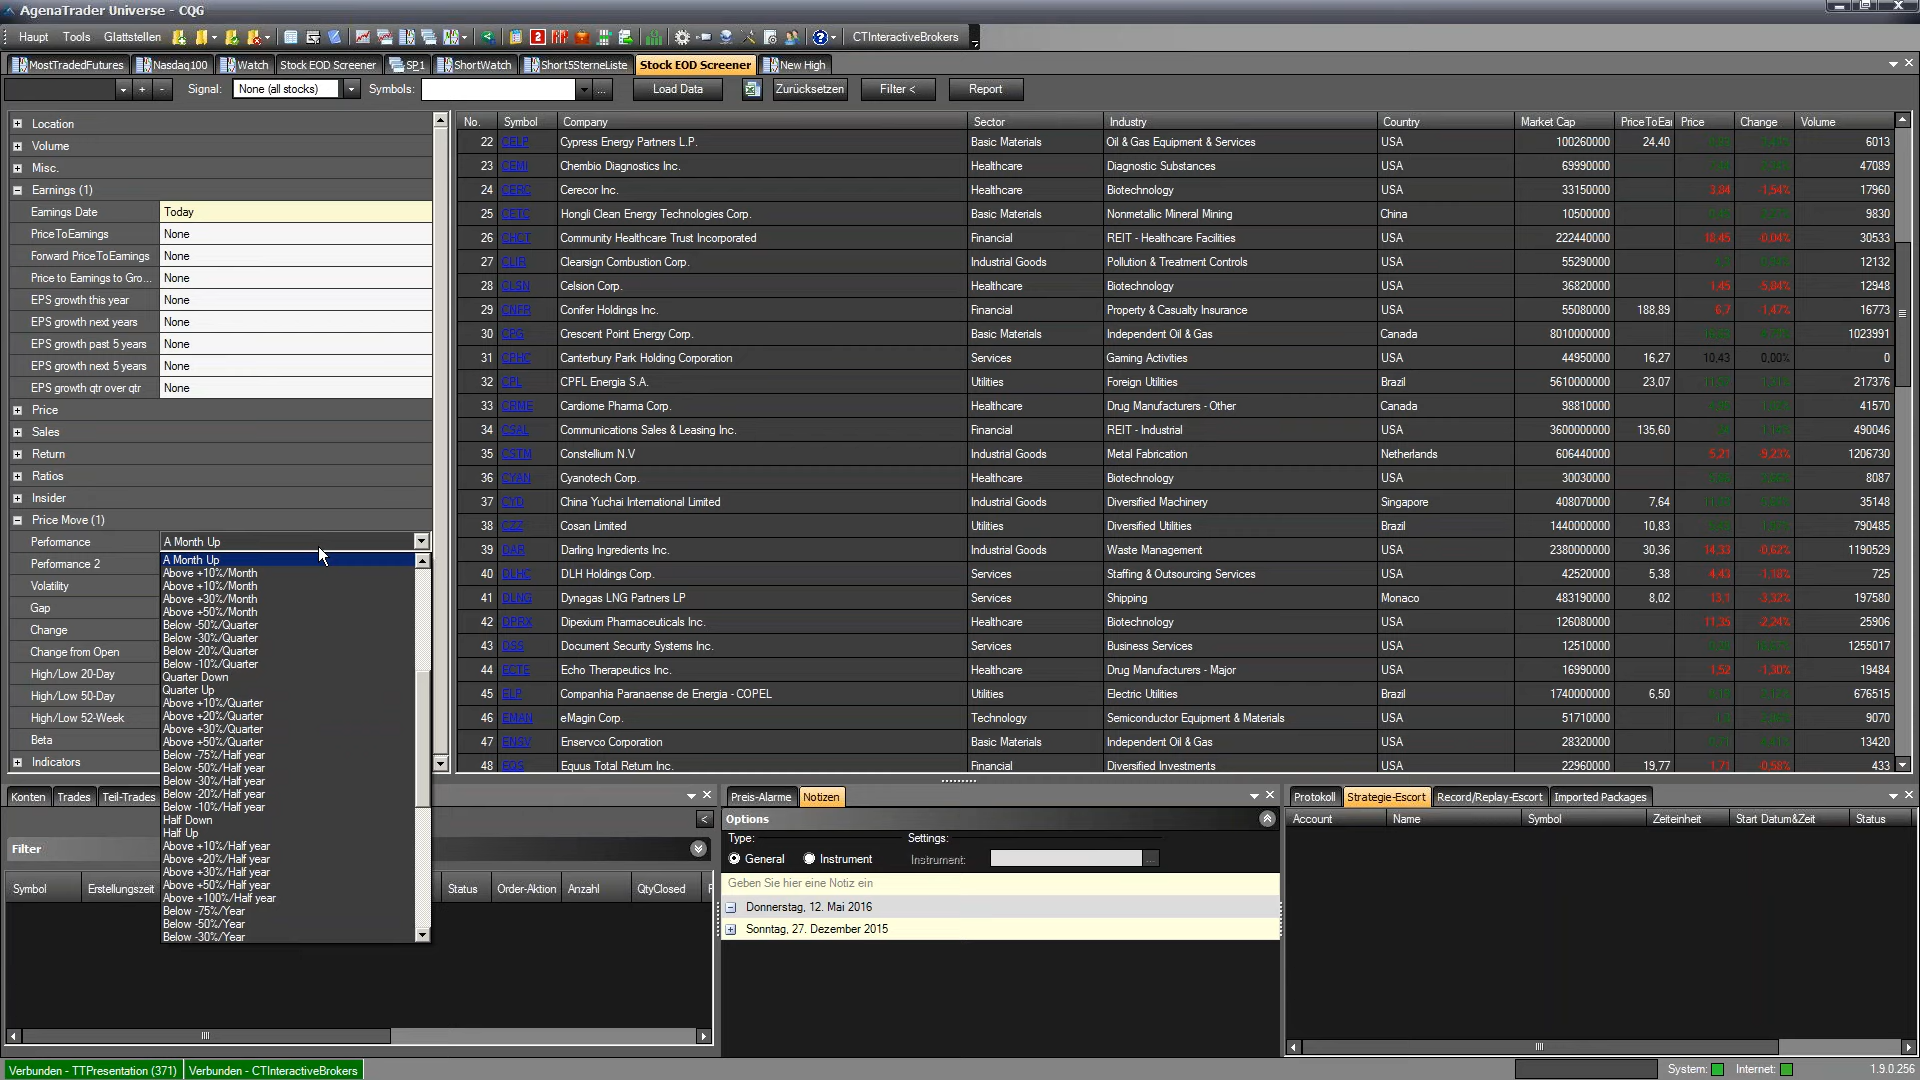 AgenaTrader Universe - CQG
Haupt Tools Glattstellen CTInteractiveBrokers
MostTradedFutures Nasdaq100 Watch Stock EOD Screener SP1 ShortWatch Short5SterneListe Stock EOD Screener New High
Signal: None (all stocks) Symbols: ... Load Data Zurücksetzen Filter < Report
Location
Volume
Misc.
Earnings (1)
Earnings Date Today
PriceToEarnings None
Forward PriceToEarnings None
Price to Earnings to Gro... None
EPS growth this year None
EPS growth next years None
EPS growth past 5 years None
EPS growth next 5 years None
EPS growth qtr over qtr None
Price
Sales
Return
Ratios
Insider
Price Move (1)
Performance A Month Up
Performance 2
Volatility
Gap
Change
Change from Open
High/Low 20-Day
High/Low 50-Day
High/Low 52-Week
Beta
Indicators
A Month Up
Above +10%/Month
Above +10%/Month
Above +30%/Month
Above +50%/Month
Below -50%/Quarter
Below -30%/Quarter
Below -20%/Quarter
Below -10%/Quarter
Quarter Down
Quarter Up
Above +10%/Quarter
Above +20%/Quarter
Above +30%/Quarter
Above +50%/Quarter
Below -75%/Half year
Below -50%/Half year
Below -30%/Half year
Below -20%/Half year
Below -10%/Half year
Half Down
Half Up
Above +10%/Half year
Above +20%/Half year
Above +30%/Half year
Above +50%/Half year
Above +100%/Half year
Below -75%/Year
Below -50%/Year
Below -30%/Year
No. Symbol Company Sector Industry Country Market Cap PriceToEar Price Change Volume
22 CELP Cypress Energy Partners L.P. Basic Materials Oil & Gas Equipment & Services USA 100260000 24,40 6013
23 CEMI Chembio Diagnostics Inc. Healthcare Diagnostic Substances USA 69990000 47089
24 CERC Cerecor Inc. Healthcare Biotechnology USA 33150000 3,84 -1,54% 17960
25 CETC Hongli Clean Energy Technologies Corp. Basic Materials Nonmetallic Mineral Mining China 10500000 9830
26 CHCT Community Healthcare Trust Incorporated Financial REIT - Healthcare Facilities USA 222440000 18,45 -0,04% 30533
27 CLIR Clearsign Combustion Corp. Industrial Goods Pollution & Treatment Controls USA 55290000 12132
28 CLSN Celsion Corp. Healthcare Biotechnology USA 36820000 1,45 -5,84% 12948
29 CNFR Conifer Holdings Inc. Financial Property & Casualty Insurance USA 55080000 188,89 6,7 -1,47% 16773
30 CPG Crescent Point Energy Corp. Basic Materials Independent Oil & Gas Canada 8010000000 1023991
31 CPHC Canterbury Park Holding Corporation Services Gaming Activities USA 44950000 16,27 10,43 0,00% 0
32 CPL CPFL Energia S.A. Utilities Foreign Utilities Brazil 5610000000 23,07 217376
33 CRME Cardiome Pharma Corp. Healthcare Drug Manufacturers - Other Canada 98810000 41570
34 CSAL Communications Sales & Leasing Inc. Financial REIT - Industrial USA 3600000000 135,60 490046
35 CSTM Constellium N.V Industrial Goods Metal Fabrication Netherlands 606440000 5,21 -9,23% 1206730
36 CYAN Cyanotech Corp. Healthcare Biotechnology USA 30030000 8087
37 CYD China Yuchai International Limited Industrial Goods Diversified Machinery Singapore 408070000 7,64 35148
38 CZZ Cosan Limited Utilities Diversified Utilities Brazil 1440000000 10,83 790485
39 DAR Darling Ingredients Inc. Industrial Goods Waste Management USA 2380000000 30,36 14,33 -0,62% 1190529
40 DLHC DLH Holdings Corp. Services Staffing & Outsourcing Services USA 42520000 5,38 4,43 -1,18% 725
41 DLNG Dynagas LNG Partners LP Services Shipping Monaco 483190000 8,02 13,1 -3,32% 197580
42 DPRX Dipexium Pharmaceuticals Inc. Healthcare Biotechnology USA 126080000 11,35 -2,24% 25906
43 DSS Document Security Systems Inc. Services Business Services USA 12510000 1255017
44 ECTE Echo Therapeutics Inc. Healthcare Drug Manufacturers - Major USA 16990000 1,52 -1,30% 19484
45 ELP Companhia Paranaense de Energia - COPEL Utilities Electric Utilities Brazil 1740000000 6,50 676515
46 EMAN eMagin Corp. Technology Semiconductor Equipment & Materials USA 51710000 9070
47 ENSV Enservco Corporation Basic Materials Independent Oil & Gas USA 28320000 13420
48 EQS Equus Total Return Inc. Financial Diversified Investments USA 22960000 19,77 1,71 -0,58% 433
Konten Trades Teil-Trades
Filter
Symbol Erstellungszeit Status Order-Aktion Anzahl QtyClosed
Preis-Alarme Notizen
Options
Type: Settings:
General Instrument Instrument: ...
Geben Sie hier eine Notiz ein
Donnerstag, 12. Mai 2016
Sonntag, 27. Dezember 2015
Protokoll Strategie-Escort Record/Replay-Escort Imported Packages
Account Name Symbol Zeiteinheit Start Datum&Zeit Status
Verbunden - TTPresentation (371) Verbunden - CTInteractiveBrokers System: Internet: 1.9.0.256